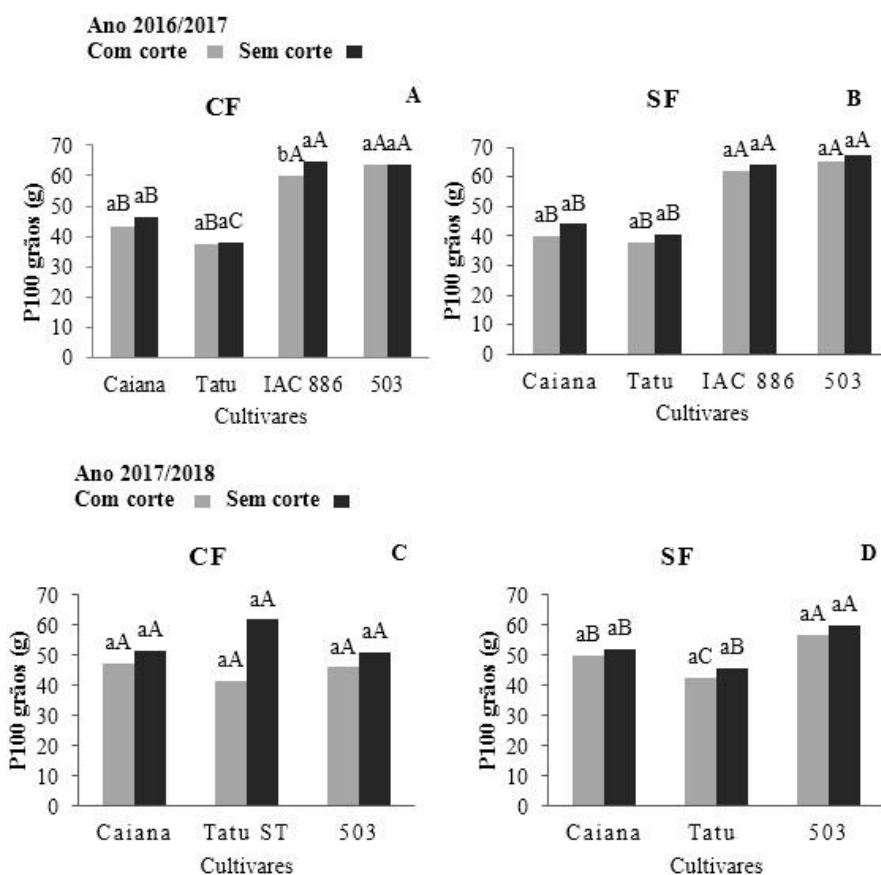 Ano 2016/2017
Com corte Sem corte
CF A
P100 grãos (g)
70
60
50
40
30
20
10
0
aB aB
aB aC
bA aA
aA aA
Caiana Tatu IAC 886 503
Cultivares
SF B
P100 grãos (g)
70
60
50
40
30
20
10
0
aB aB
aB aB
aA aA
aA aA
Caiana Tatu IAC 886 503
Cultivares
Ano 2017/2018
Com corte Sem corte
CF C
P100 grãos (g)
70
60
50
40
30
20
10
0
aA aA
aA aA
aA aA
Caiana Tatu ST 503
Cultivares
SF D
P100 grãos (g)
70
60
50
40
30
20
10
0
aB aB
aC aB
aA aA
Caiana Tatu 503
Cultivares